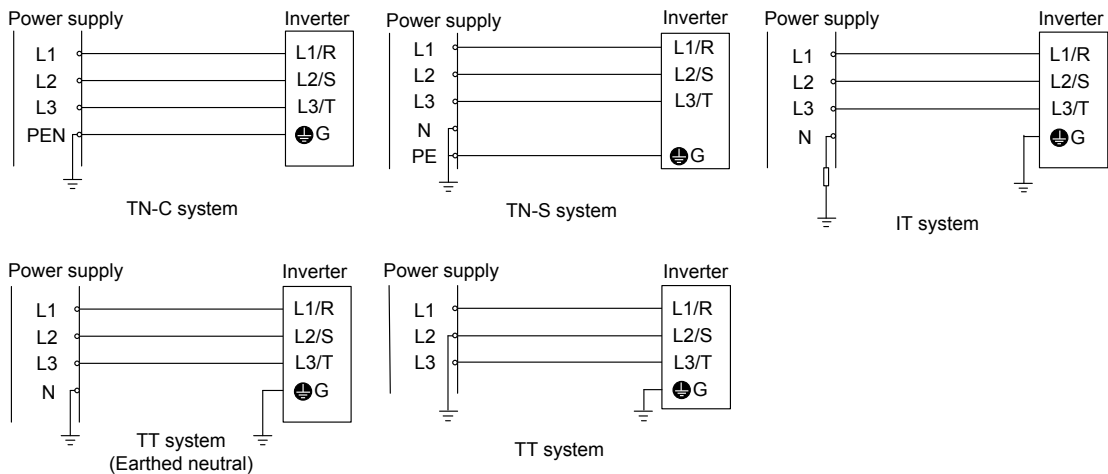 Power supply Inverter
L1 L1/R
L2 L2/S
L3 L3/T
PEN G
TN-C system
Power supply Inverter
L1 L1/R
L2 L2/S
L3 L3/T
N
PE G
TN-S system
Power supply Inverter
L1 L1/R
L2 L2/S
L3 L3/T
N G
IT system
Power supply Inverter
L1 L1/R
L2 L2/S
L3 L3/T
N G
TT system
(Earthed neutral)
Power supply Inverter
L1 L1/R
L2 L2/S
L3 L3/T
G
TT system